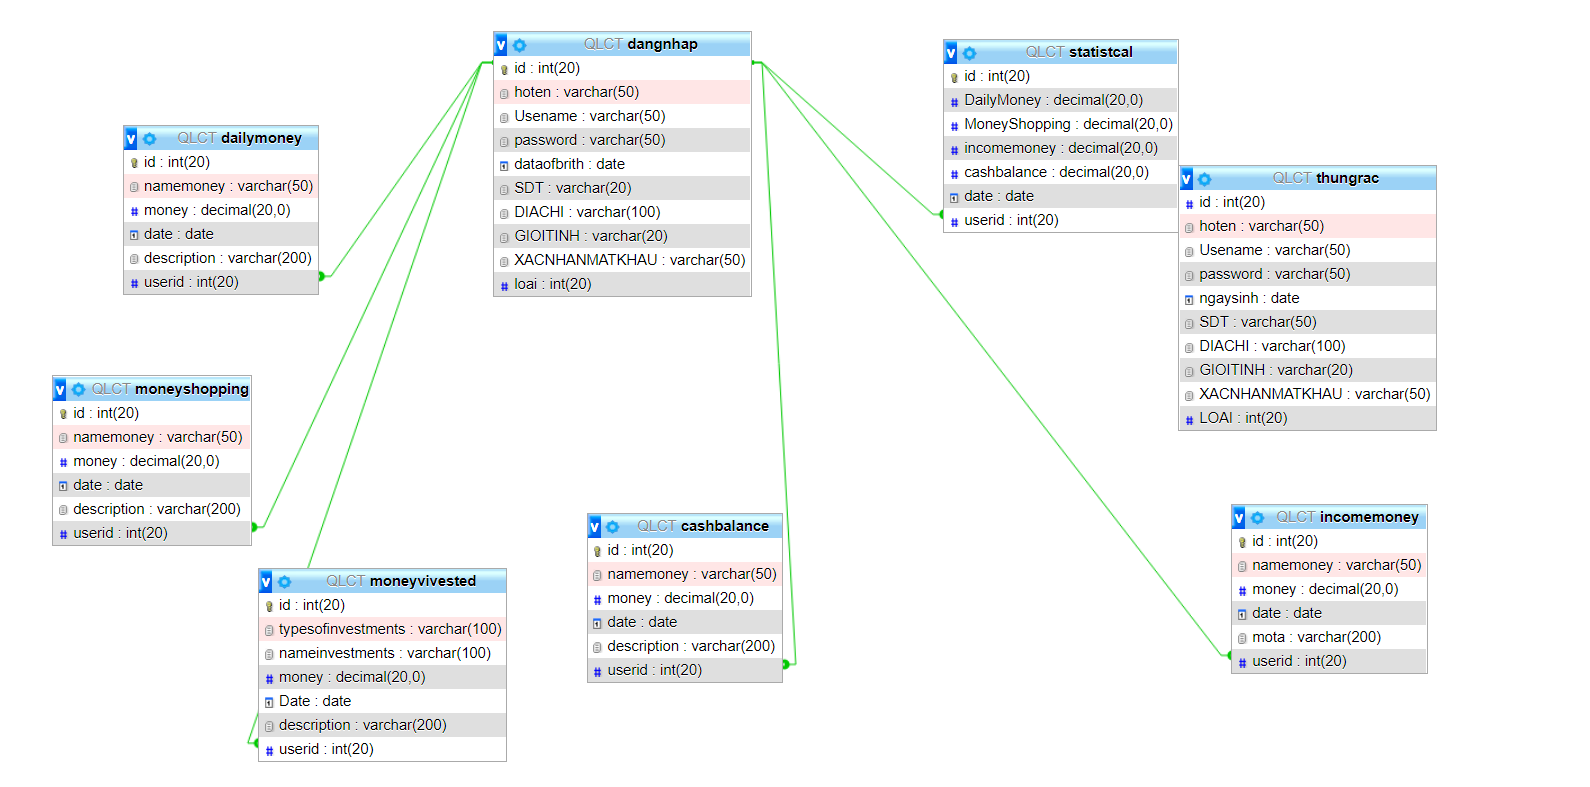 QLCT dangnhap
id : int(20)
hoten : varchar(50)
Usename : varchar(50)
password : varchar(50)
dataofbrith : date
SDT : varchar(20)
DIACHI : varchar(100)
GIOITINH : varchar(20)
XACNHANMATKHAU : varchar(50)
loai : int(20)
QLCT statistcal
id : int(20)
DailyMoney : decimal(20,0)
MoneyShopping : decimal(20,0)
incomemoney : decimal(20,0)
cashbalance : decimal(20,0)
date : date
userid : int(20)
QLCT dailymoney
id : int(20)
namemoney : varchar(50)
money : decimal(20,0)
date : date
description : varchar(200)
userid : int(20)
QLCT thungrac
id : int(20)
hoten : varchar(50)
Usename : varchar(50)
password : varchar(50)
ngaysinh : date
SDT : varchar(50)
DIACHI : varchar(100)
GIOITINH : varchar(20)
XACNHANMATKHAU : varchar(50)
LOAI : int(20)
QLCT moneyshopping
id : int(20)
namemoney : varchar(50)
money : decimal(20,0)
date : date
description : varchar(200)
userid : int(20)
QLCT moneyvivested
id : int(20)
typesofinvestments : varchar(100)
nameinvestments : varchar(100)
money : decimal(20,0)
Date : date
description : varchar(200)
userid : int(20)
QLCT cashbalance
id : int(20)
namemoney : varchar(50)
money : decimal(20,0)
date : date
description : varchar(200)
userid : int(20)
QLCT incomemoney
id : int(20)
namemoney : varchar(50)
money : decimal(20,0)
date : date
mota : varchar(200)
userid : int(20)